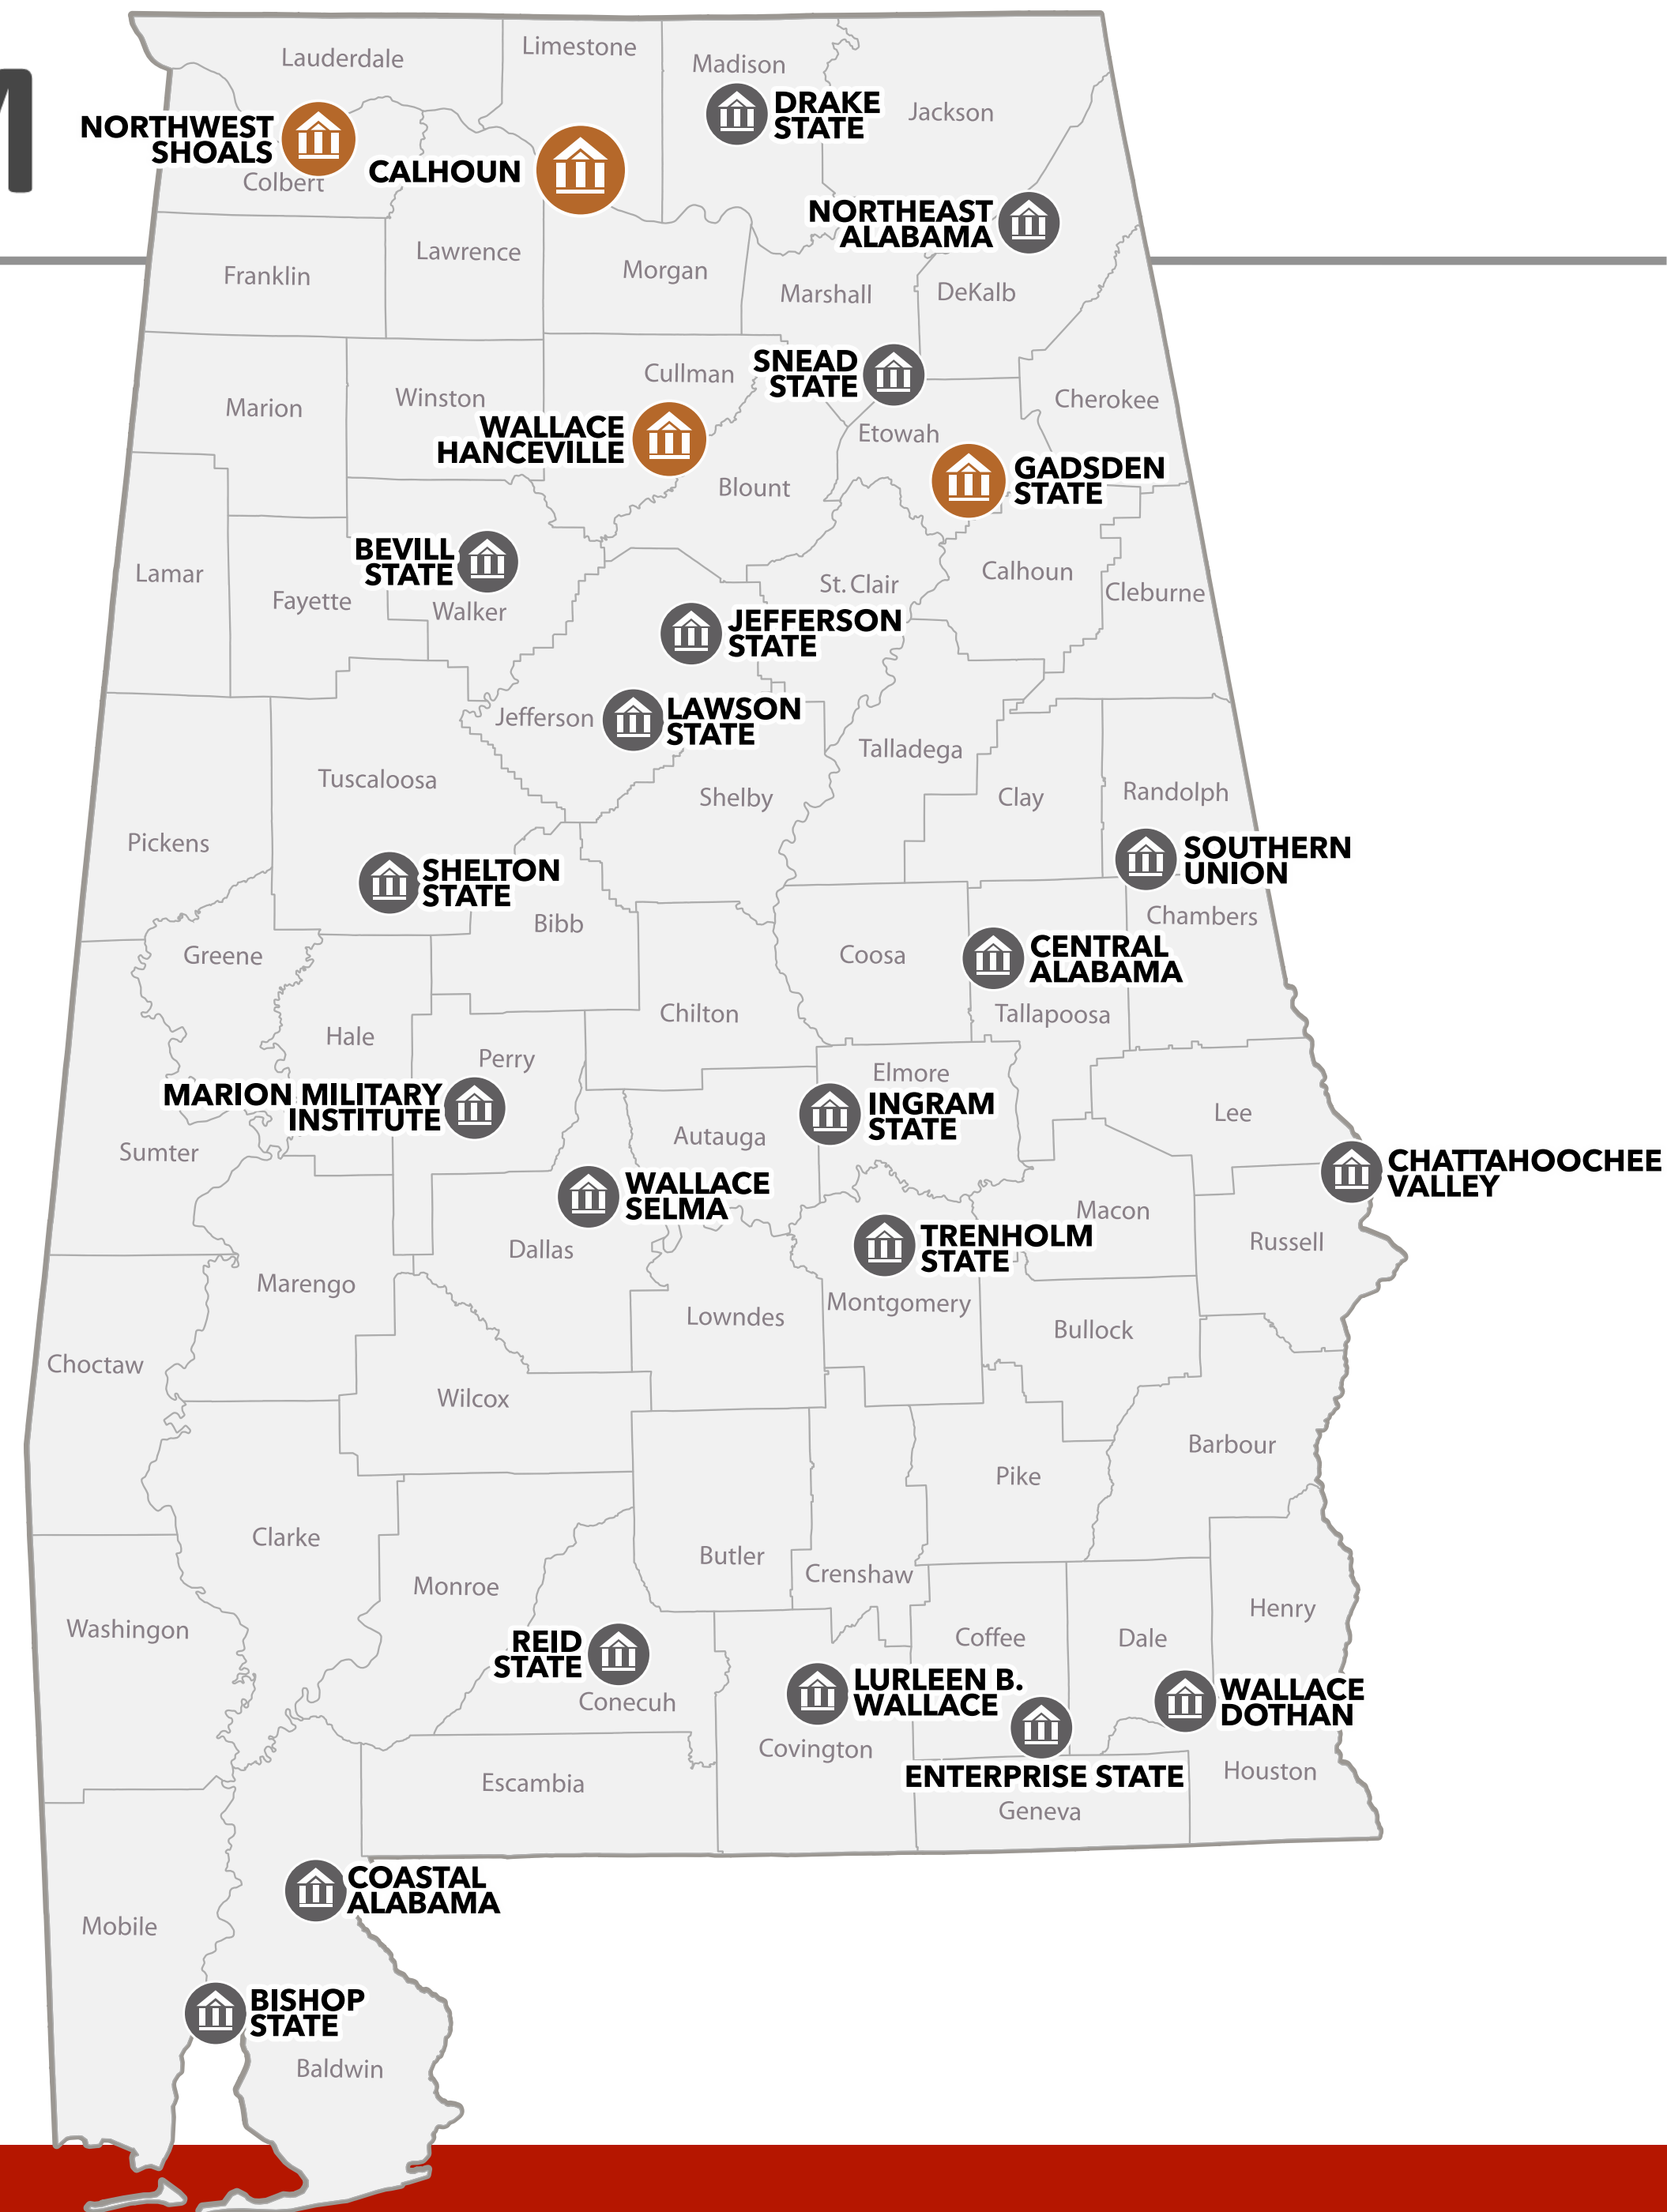 M
Lauderdale
Limestone
Madison
Jackson
DRAKE
STATE
NORTHWEST
SHOALS
Colbert
CALHOUN
NORTHEAST
ALABAMA
Franklin
Lawrence
Morgan
Marshall
DeKalb
SNEAD
STATE
Cullman
Marion
Winston
Cherokee
WALLACE
HANCEVILLE
Etowah
GADSDEN
STATE
Blount
BEVILL
STATE
Lamar
Fayette
Walker
St. Clair
Calhoun
Cleburne
JEFFERSON
STATE
Jefferson
LAWSON
STATE
Talladega
Tuscaloosa
Shelby
Clay
Randolph
Pickens
SOUTHERN
UNION
SHELTON
STATE
Bibb
Chambers
Greene
Coosa
CENTRAL
ALABAMA
Chilton
Tallapoosa
Hale
Perry
Elmore
MARION MILITARY
INSTITUTE
INGRAM
STATE
Lee
Autauga
Sumter
CHATTAHOOCHEE
VALLEY
WALLACE
SELMA
Macon
TRENHOLM
STATE
Dallas
Russell
Marengo
Montgomery
Lowndes
Bullock
Choctaw
Wilcox
Barbour
Pike
Clarke
Butler
Crenshaw
Monroe
Henry
Washingon
REID
STATE
Coffee
Dale
Conecuh
LURLEEN B.
WALLACE
WALLACE
DOTHAN
Covington
ENTERPRISE STATE
Houston
Escambia
Geneva
COASTAL
ALABAMA
Mobile
BISHOP
STATE
Baldwin